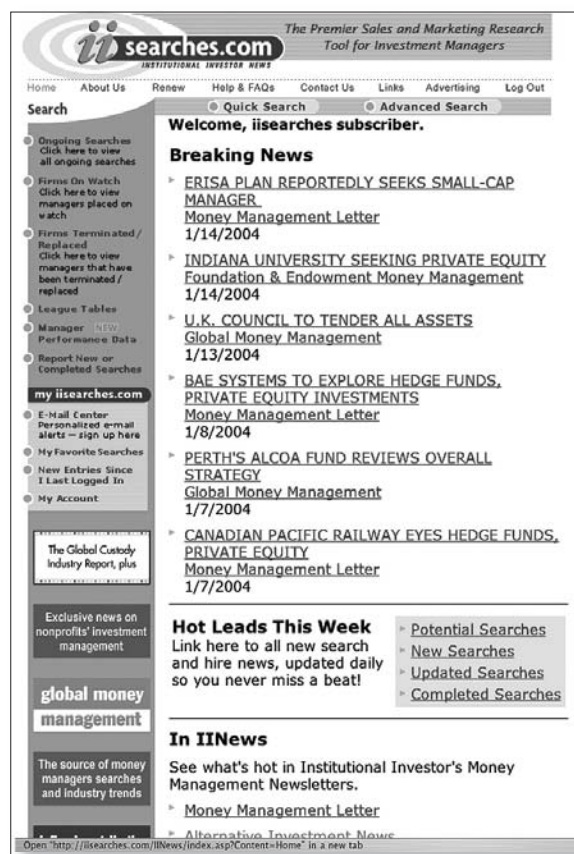 The Premier Sales and Marketing Research
Tool for Investment Managers
ii searches.com
INSTITUTIONAL INVESTOR NEWS
Home About Us Renew Help & FAQs Contact Us Links Advertising Log Out
Search
Quick Search Advanced Search
Ongoing Searches
Click here to view
all ongoing searches
Firms On Watch
Click here to view
managers placed on
watch
Firms Terminated/
Replaced
Click here to view
managers that have
been terminated /
replaced
League Tables
Manager NEW
Performance Data
Report New or
Completed Searches
my iisearches.com
E-Mail Center
Personalized e-mail
alerts — sign up here
My Favorite Searches
New Entries Since
I Last Logged In
My Account
The Global Custody
Industry Report, plus
Exclusive news on
nonprofits' investment
management
global money
management
The source of money
managers searches
and industry trends
Welcome, iisearches subscriber.
Breaking News
ERISA PLAN REPORTEDLY SEEKS SMALL-CAP
MANAGER
Money Management Letter
1/14/2004
INDIANA UNIVERSITY SEEKING PRIVATE EQUITY
Foundation & Endowment Money Management
1/14/2004
U.K. COUNCIL TO TENDER ALL ASSETS
Global Money Management
1/13/2004
BAE SYSTEMS TO EXPLORE HEDGE FUNDS,
PRIVATE EQUITY INVESTMENTS
Money Management Letter
1/8/2004
PERTH'S ALCOA FUND REVIEWS OVERALL
STRATEGY
Global Money Management
1/7/2004
CANADIAN PACIFIC RAILWAY EYES HEDGE FUNDS,
PRIVATE EQUITY
Money Management Letter
1/7/2004
Hot Leads This Week
Link here to all new search
and hire news, updated daily
so you never miss a beat!
Potential Searches
New Searches
Updated Searches
Completed Searches
In IINews
See what's hot in Institutional Investor's Money
Management Newsletters.
Money Management Letter
Alternative Investment News
Open "http://iisearches.com/IINews/index.asp?Content=Home" in a new tab